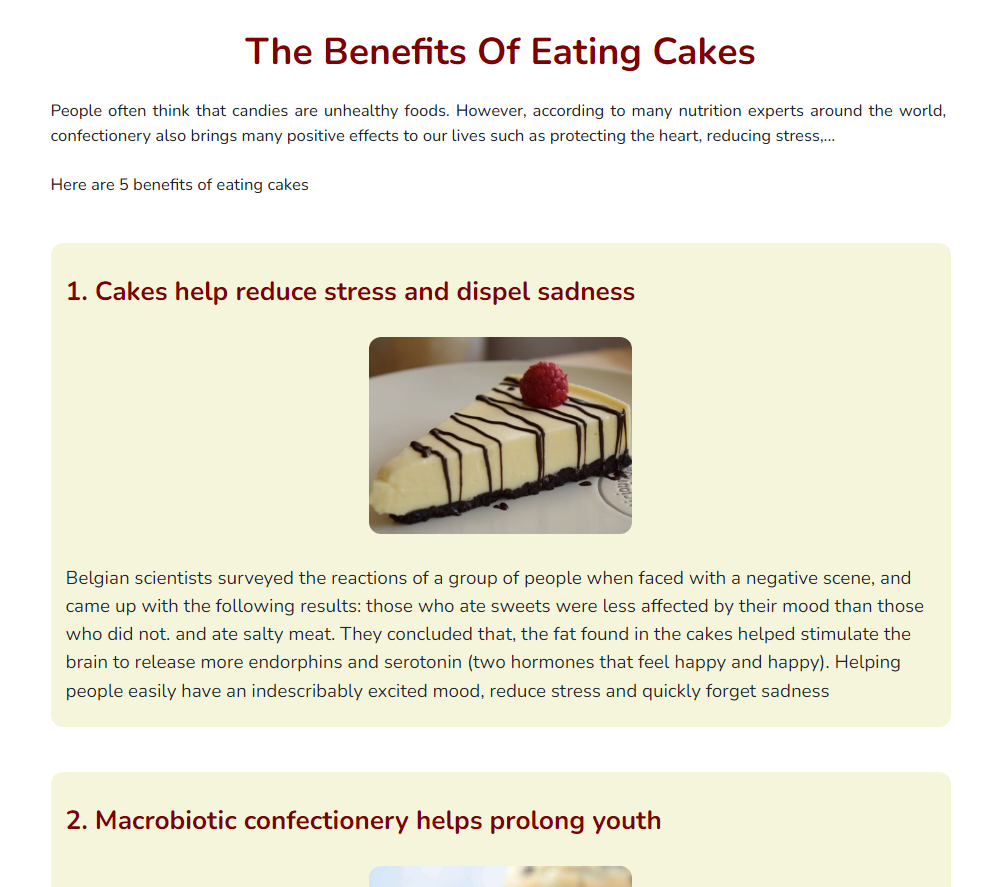 The Benefits Of Eating Cakes
People often think that candies are unhealthy foods. However, according to many nutrition experts around the world,
confectionery also brings many positive effects to our lives such as protecting the heart, reducing stress,...
Here are 5 benefits of eating cakes
1. Cakes help reduce stress and dispel sadness
Belgian scientists surveyed the reactions of a group of people when faced with a negative scene, and
came up with the following results: those who ate sweets were less affected by their mood than those
who did not. and ate salty meat. They concluded that, the fat found in the cakes helped stimulate the
brain to release more endorphins and serotonin (two hormones that feel happy and happy). Helping
people easily have an indescribably excited mood, reduce stress and quickly forget sadness
2. Macrobiotic confectionery helps prolong youth